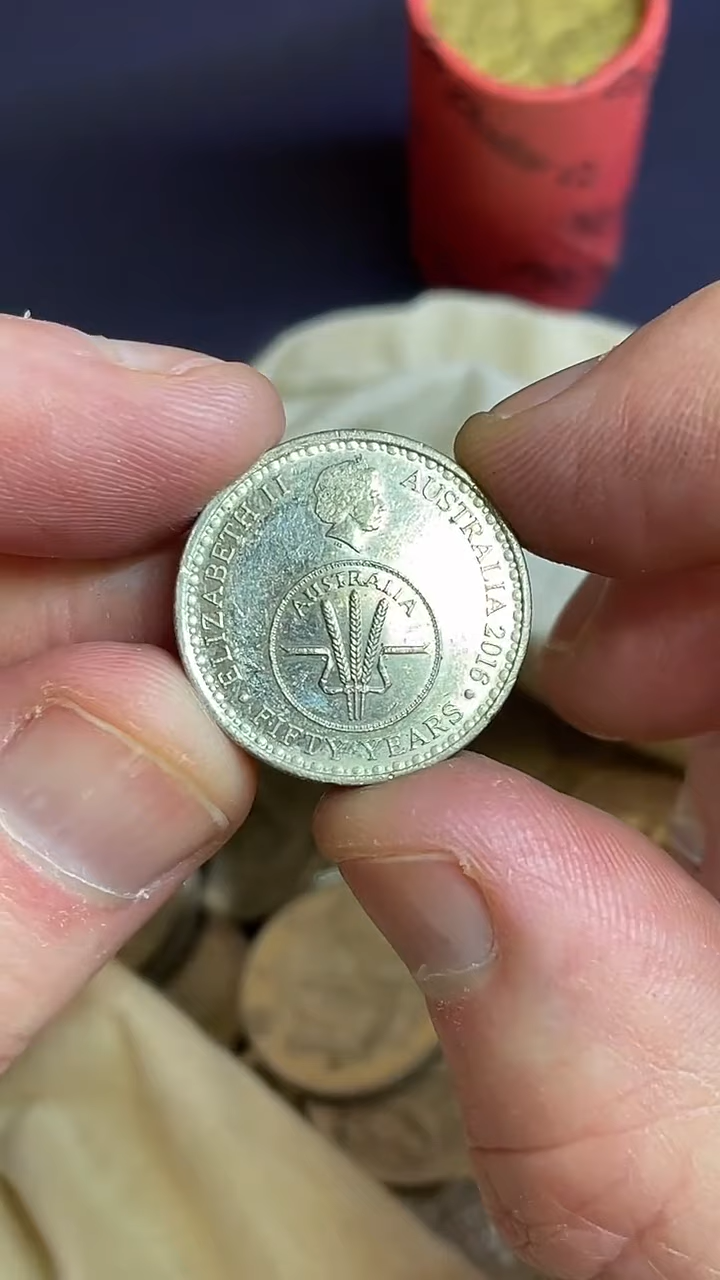 ELIZABETH II
AUSTRALIA 2016
AUSTRALIA
• FIFTY YEARS •